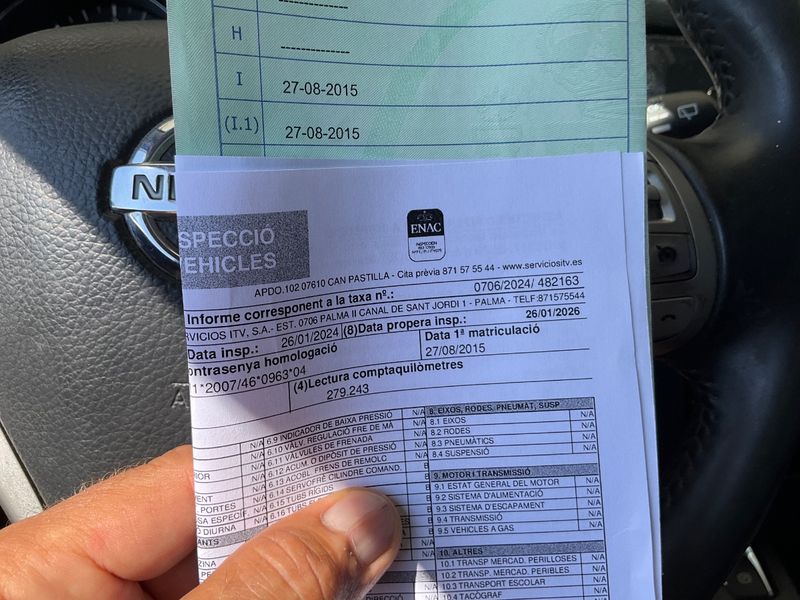 H ------------
I 27-08-2015
(I.1) 27-08-2015
NI
SPECCIÓ
EHICLES
ENAC
INSPECCIÓN
APDO.102 07610 CAN PASTILLA - Cita prèvia 871 57 55 44 - www.serviciositv.es
Informe corresponent a la taxa nº.: 0706/2024/ 482163
RVICIOS ITV, S.A.- EST. 0706 PALMA II CANAL DE SANT JORDI 1 - PALMA - TELF:871575544
Data insp.: 26/01/2024 (8)Data propera insp.: 26/01/2026
ontrasenya homologació
Data 1ª matriculació
1*2007/46*0963*04
27/08/2015
(4)Lectura comptaquilòmetres
279.243
N/A 6.9 INDICADOR DE BAIXA PRESSIÓ N/A
N/A 6.10 VALV. REGULACIÓ FRE DE MÀ N/A
N/A 6.11 VÀLVULES DE FRENADA N/A
N/A 6.12 ACUM. O DIPÒSIT DE PRESSIÓ N/A
6.13 ACOBL. FRENS DE REMOLC
6.14 SERVOFRÉ CILINDRE COMAND.
6.15 TUBS RÍGIDS
6.16 TUBS
8. EIXOS, RODES, PNEUMAT, SUSP
8.1 EIXOS N/A
8.2 RODES N/A
8.3 PNEUMÀTICS N/A
8.4 SUSPENSIÓ N/A
9. MOTOR I TRANSMISSIÓ
9.1 ESTAT GENERAL DEL MOTOR N/A
9.2 SISTEMA D'ALIMENTACIÓ N/A
9.3 SISTEMA D'ESCAPAMENT N/A
9.4 TRANSMISSIÓ N/A
9.5 VEHICLES A GAS N/A
10. ALTRES
10.1 TRANSP MERCAD. PERILLOSES N/A
10.2 TRANSP. MERCAD. PERIBLES N/A
10.3 TRANSPORT ESCOLAR N/A
10.4 TACÒGRAF N/A
PORTES
SA ESPECÍF.
DIURNA
ANTS
ZINA
DIRECCIÓ